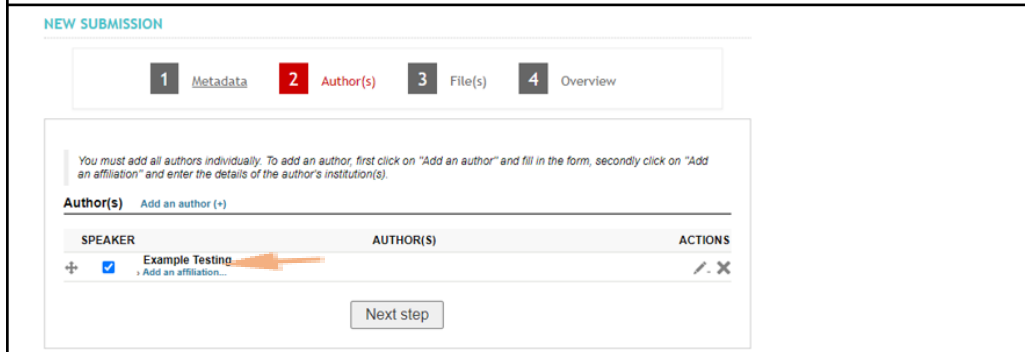 NEW SUBMISSION
1 Metadata 2 Author(s) 3 File(s) 4 Overview
You must add all authors individually. To add an author, first click on "Add an author" and fill in the form, secondly click on "Add
an affiliation" and enter the details of the author's institution(s).
Author(s) Add an author (+)
SPEAKER AUTHOR(S) ACTIONS
Example Testing
› Add an affiliation...
Next step